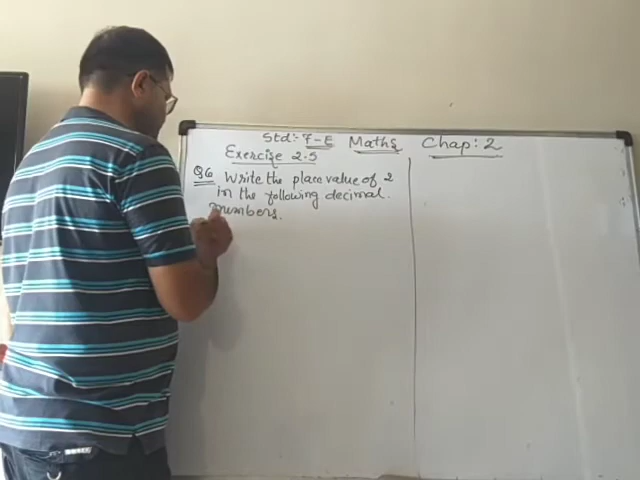 Std:- 7-E Maths Chap: 2
Exercise 2.5
Q6 Write the place value of 2
in the following decimal.
numbers.